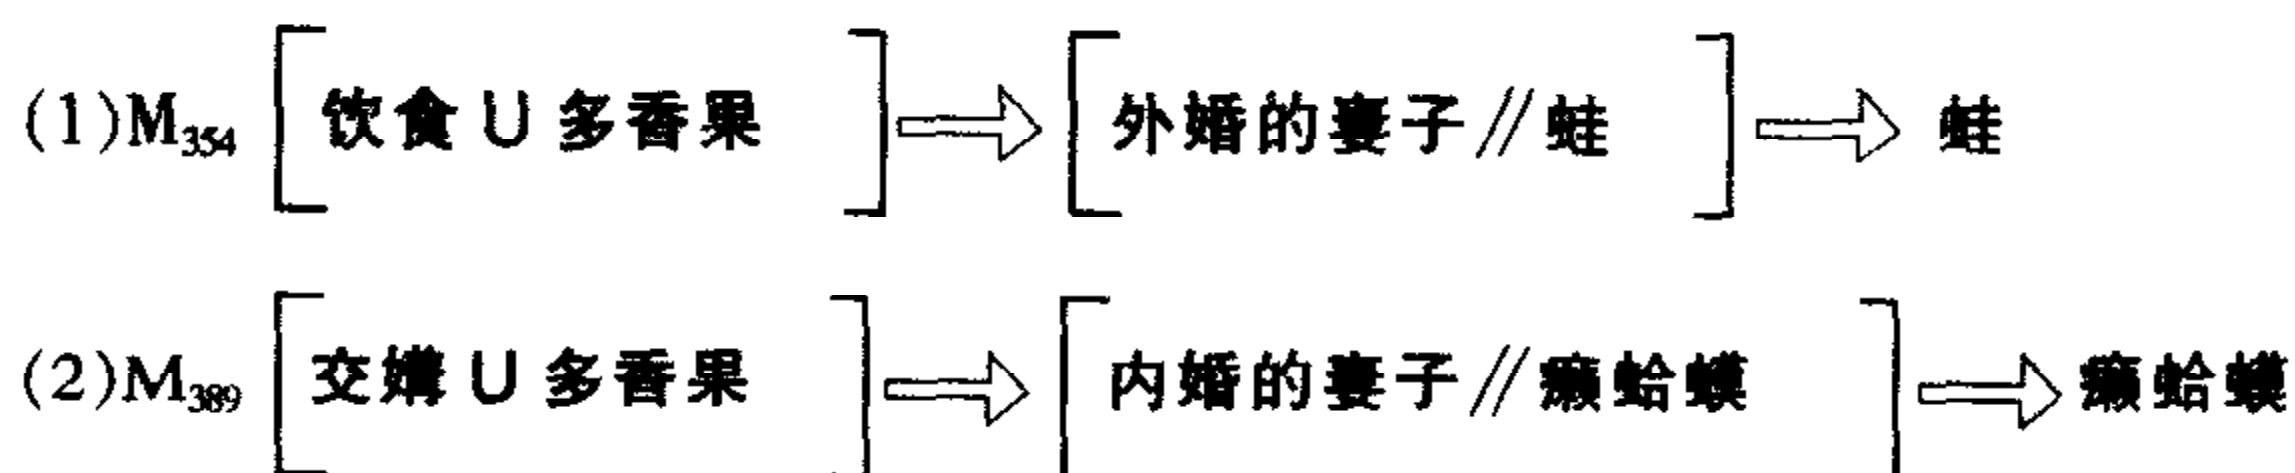 (1)M₃₅₄ [饮食 U 多香果] ⇒ [外婚的妻子∥蛙] ⇒ 蛙
(2)M₃₈₉ [交媾 U 多香果] ⇒ [内婚的妻子∥癞蛤蟆] ⇒ 癞蛤蟆